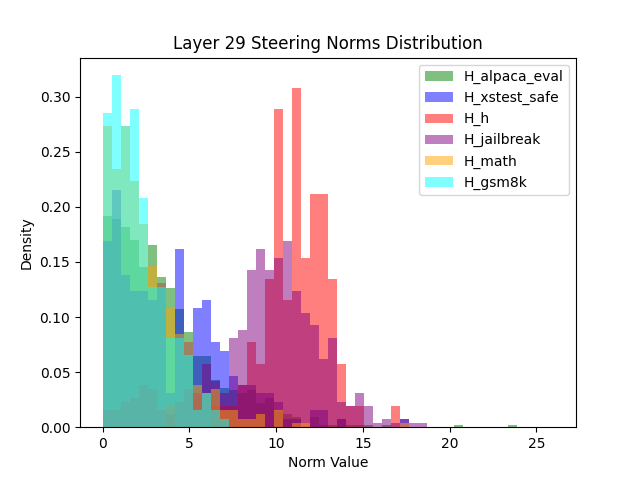 Layer 29 Steering Norms Distribution
H_alpaca_eval
H_xstest_safe
H_h
H_jailbreak
H_math
H_gsm8k
Density
0.30
0.25
0.20
0.15
0.10
0.05
0.00
0 5 10 15 20 25
Norm Value